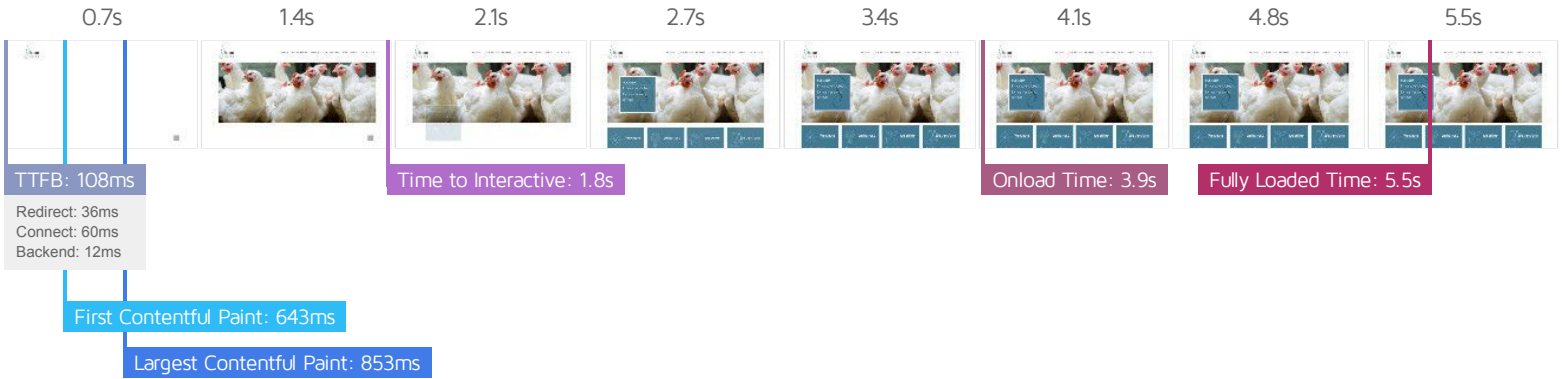 0.7s
1.4s
2.1s
2.7s
3.4s
4.1s
4.8s
5.5s
TTFB: 108ms
Redirect: 36ms
Connect: 60ms
Backend: 12ms
Time to Interactive: 1.8s
Onload Time: 3.9s
Fully Loaded Time: 5.5s
First Contentful Paint: 643ms
Largest Contentful Paint: 853ms